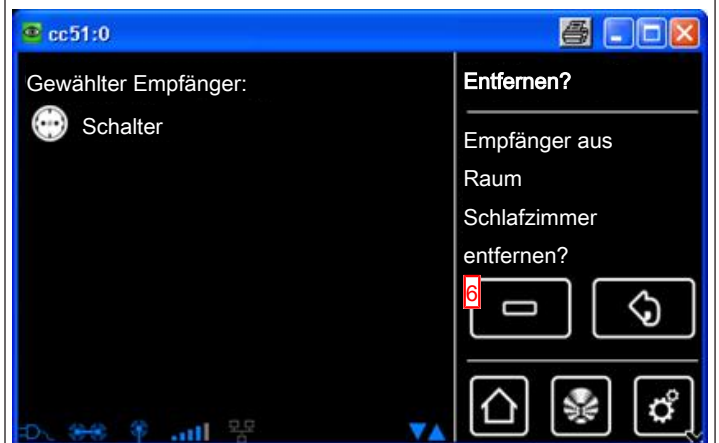 cc51:0
Gewählter Empfänger:
Schalter
Entfernen?
Empfänger aus
Raum
Schlafzimmer
entfernen?
6